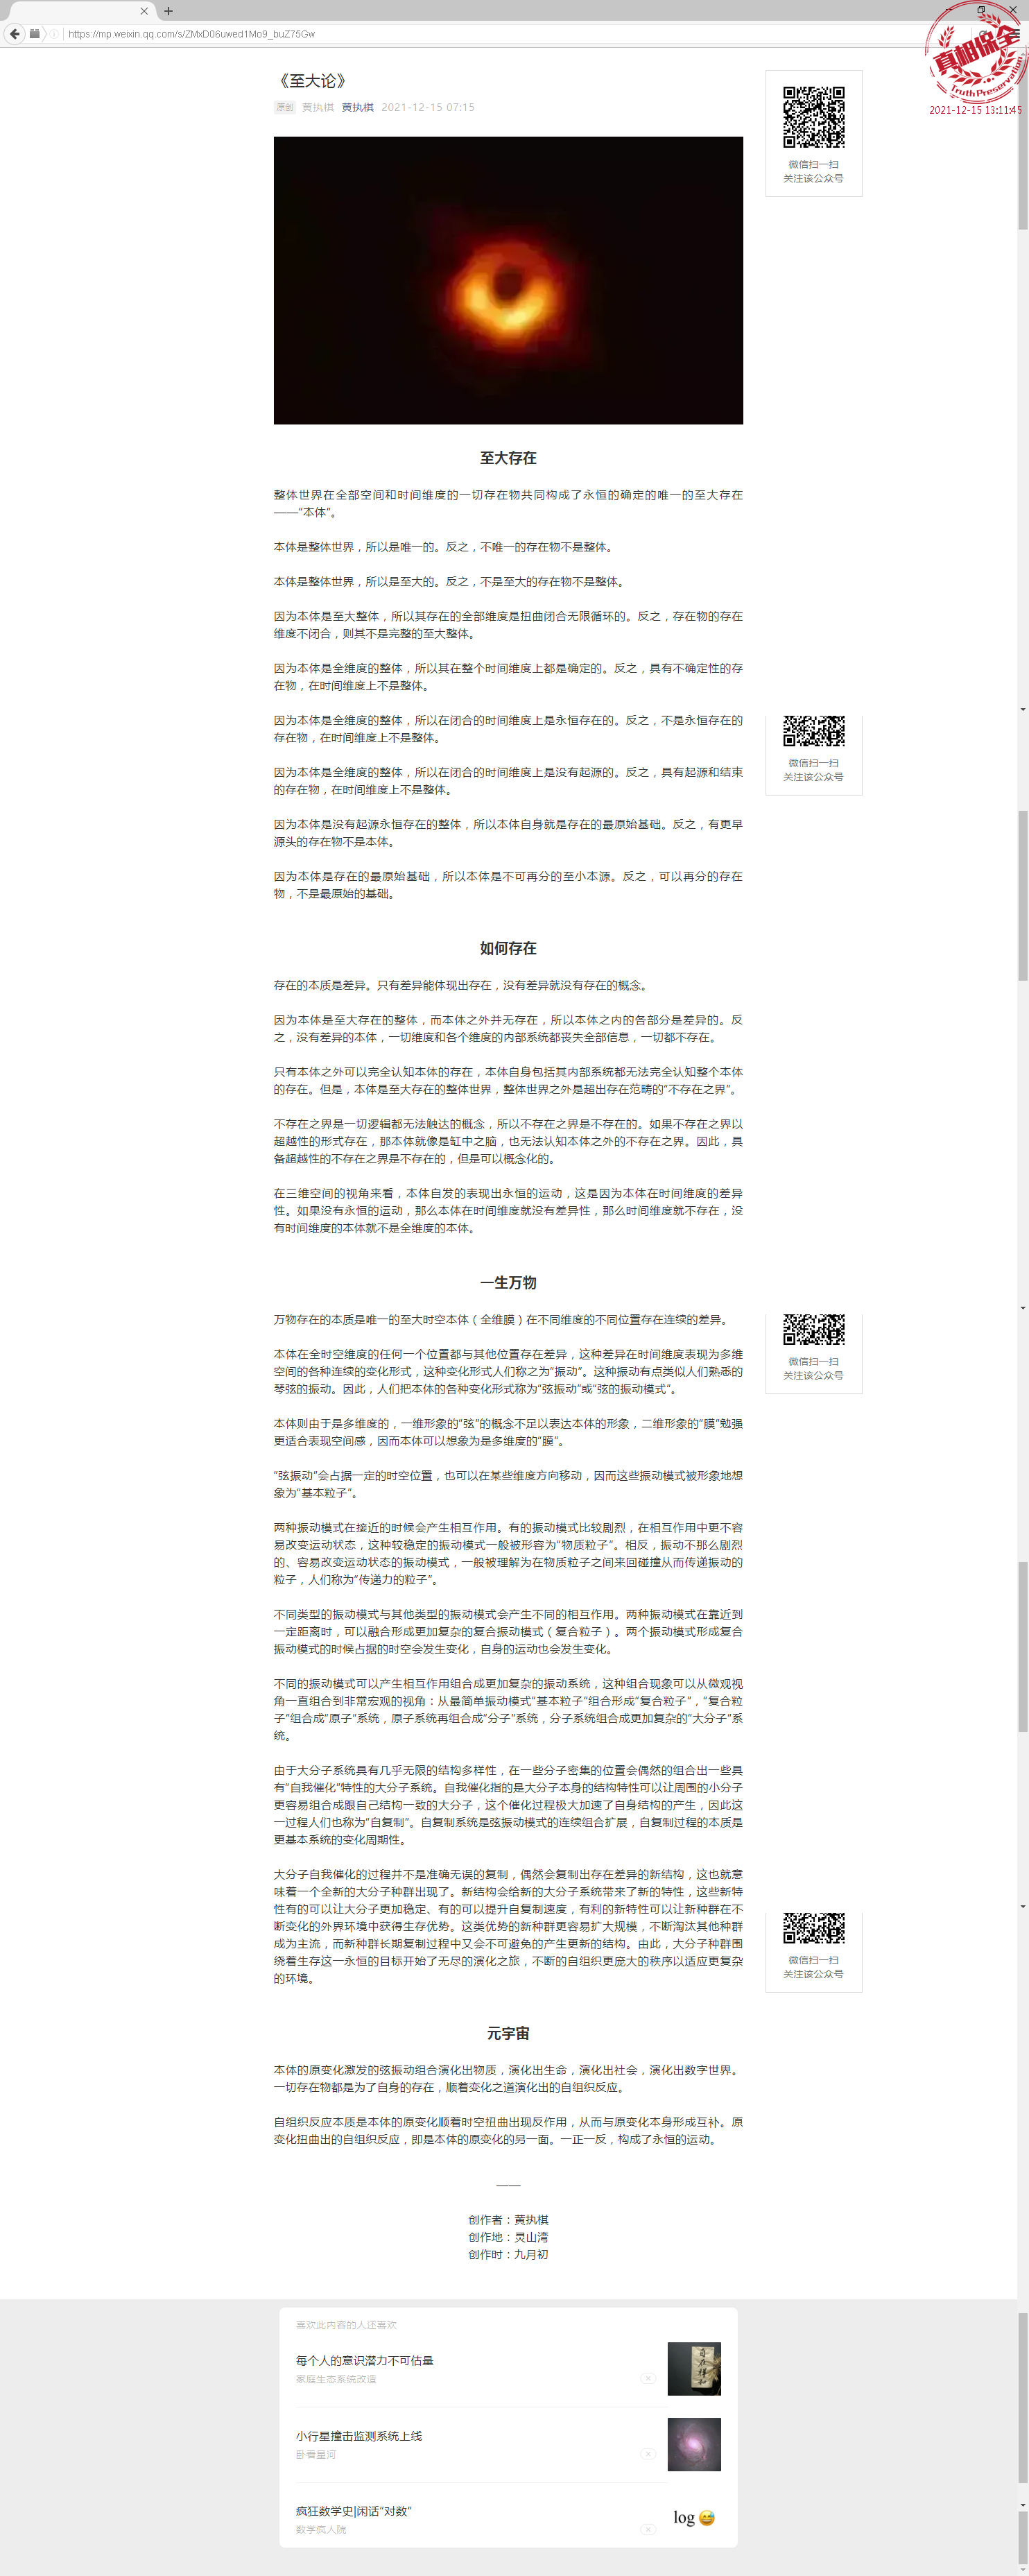 https://mp.weixin.qq.com/s/ZMxD06uwed1Mo9_buZ75Gw
真相保全
Truth Preservation
2021-12-15 13:11:45
《至大论》
原创 黄执棋 黄执棋 2021-12-15 07:15
微信扫一扫
关注该公众号
至大存在
整体世界在全部空间和时间维度的一切存在物共同构成了永恒的确定的唯一的至大存在
——“本体”。
本体是整体世界，所以是唯一的。反之，不唯一的存在物不是整体。
本体是整体世界，所以是至大的。反之，不是至大的存在物不是整体。
因为本体是至大整体，所以其存在的全部维度是扭曲闭合无限循环的。反之，存在物的存在
维度不闭合，则其不是完整的至大整体。
因为本体是全维度的整体，所以其在整个时间维度上都是确定的。反之，具有不确定性的存
在物，在时间维度上不是整体。
因为本体是全维度的整体，所以在闭合的时间维度上是永恒存在的。反之，不是永恒存在的
存在物，在时间维度上不是整体。
微信扫一扫
关注该公众号
因为本体是全维度的整体，所以在闭合的时间维度上是没有起源的。反之，具有起源和结束
的存在物，在时间维度上不是整体。
因为本体是没有起源永恒存在的整体，所以本体自身就是存在的最原始基础。反之，有更早
源头的存在物不是本体。
因为本体是存在的最原始基础，所以本体是不可再分的至小本源。反之，可以再分的存在
物，不是最原始的基础。
如何存在
存在的本质是差异。只有差异能体现出存在，没有差异就没有存在的概念。
因为本体是至大存在的整体，而本体之外并无存在，所以本体之内的各部分是差异的。反
之，没有差异的本体，一切维度和各个维度的内部系统都丧失全部信息，一切都不存在。
只有本体之外可以完全认知本体的存在，本体自身包括其内部系统都无法完全认知整个本体
的存在。但是，本体是至大存在的整体世界，整体世界之外是超出存在范畴的“不存在之界”。
不存在之界是一切逻辑都无法触达的概念，所以不存在之界是不存在的。如果不存在之界以
超越性的形式存在，那本体就像是缸中之脑，也无法认知本体之外的不存在之界。因此，具
备超越性的不存在之界是不存在的，但是可以概念化的。
在三维空间的视角来看，本体自发的表现出永恒的运动，这是因为本体在时间维度的差异
性。如果没有永恒的运动，那么本体在时间维度就没有差异性，那么时间维度就不存在，没
有时间维度的本体就不是全维度的本体。
一生万物
万物存在的本质是唯一的至大时空本体（全维膜）在不同维度的不同位置存在连续的差异。
微信扫一扫
关注该公众号
本体在全时空维度的任何一个位置都与其他位置存在差异，这种差异在时间维度表现为多维
空间的各种连续的变化形式，这种变化形式人们称之为“振动”。这种振动有点类似人们熟悉的
琴弦的振动。因此，人们把本体的各种变化形式称为“弦振动”或“弦的振动模式”。
本体则由于是多维度的，一维形象的“弦”的概念不足以表达本体的形象，二维形象的“膜”勉强
更适合表现空间感，因而本体可以想象为是多维度的“膜”。
“弦振动”会占据一定的时空位置，也可以在某些维度方向移动，因而这些振动模式被形象地想
象为“基本粒子”。
两种振动模式在接近的时候会产生相互作用。有的振动模式比较剧烈，在相互作用中更不容
易改变运动状态，这种较稳定的振动模式一般被形容为“物质粒子”。相反，振动不那么剧烈
的、容易改变运动状态的振动模式，一般被理解为在物质粒子之间来回碰撞从而传递振动的
粒子，人们称为“传递力的粒子”。
不同类型的振动模式与其他类型的振动模式会产生不同的相互作用。两种振动模式在靠近到
一定距离时，可以融合形成更加复杂的复合振动模式（复合粒子）。两个振动模式形成复合
振动模式的时候占据的时空会发生变化，自身的运动也会发生变化。
不同的振动模式可以产生相互作用组合成更加复杂的振动系统，这种组合现象可以从微观视
角一直组合到非常宏观的视角：从最简单振动模式“基本粒子”组合形成“复合粒子”，“复合粒
子”组合成“原子”系统，原子系统再组合成“分子”系统，分子系统组合成更加复杂的“大分子”系
统。
由于大分子系统具有几乎无限的结构多样性，在一些分子密集的位置会偶然的组合出一些具
有“自我催化”特性的大分子系统。自我催化指的是大分子本身的结构特性可以让周围的小分子
更容易组合成跟自己结构一致的大分子，这个催化过程极大加速了自身结构的产生，因此这
一过程人们也称为“自复制”。自复制系统是弦振动模式的连续组合扩展，自复制过程的本质是
更基本系统的变化周期性。
大分子自我催化的过程并不是准确无误的复制，偶然会复制出存在差异的新结构，这也就意
味着一个全新的大分子种群出现了。新结构会给新的大分子系统带来了新的特性，这些新特
性有的可以让大分子更加稳定、有的可以提升自复制速度，有利的新特性可以让新种群在不
断变化的外界环境中获得生存优势。这类优势的新种群更容易扩大规模，不断淘汰其他种群
成为主流，而新种群长期复制过程中又会不可避免的产生更新的结构。由此，大分子种群围
绕着生存这一永恒的目标开始了无尽的演化之旅，不断的自组织更庞大的秩序以适应更复杂
的环境。
微信扫一扫
关注该公众号
元宇宙
本体的原变化激发的弦振动组合演化出物质，演化出生命，演化出社会，演化出数字世界。
一切存在物都是为了自身的存在，顺着变化之道演化出的自组织反应。
自组织反应本质是本体的原变化顺着时空扭曲出现反作用，从而与原变化本身形成互补。原
变化扭曲出的自组织反应，即是本体的原变化的另一面。一正一反，构成了永恒的运动。
——
创作者：黄执棋
创作地：灵山湾
创作时：九月初
喜欢此内容的人还喜欢
每个人的意识潜力不可估量
家庭生态系统改造
小行星撞击监测系统上线
卧看星河
疯狂数学史|闲话“对数”
数学疯人院
log